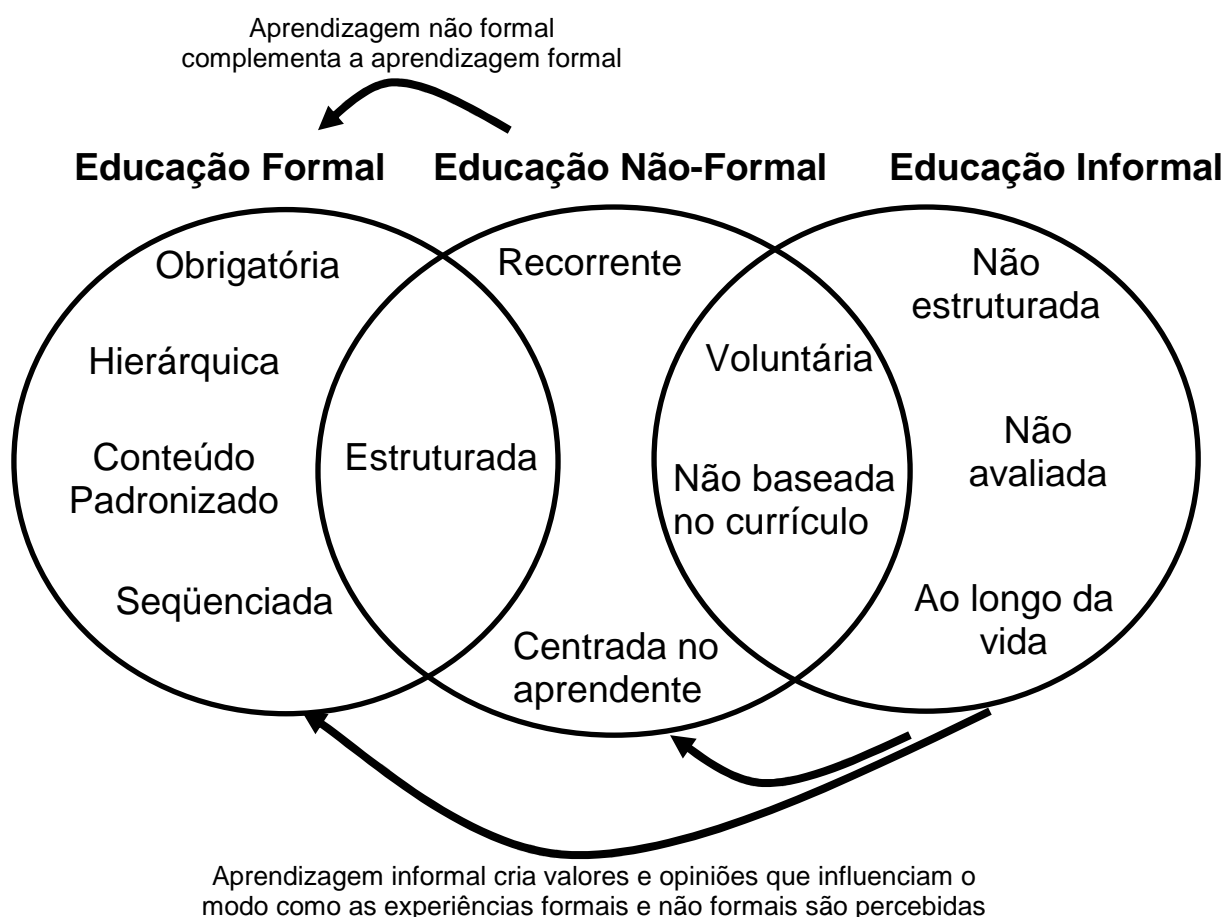 Aprendizagem não formal
complementa a aprendizagem formal
Educação Formal
Educação Não-Formal
Educação Informal
Obrigatória
Hierárquica
Conteúdo
Padronizado
Seqüenciada
Estruturada
Recorrente
Centrada no
aprendente
Voluntária
Não baseada
no currículo
Não
estruturada
Não
avaliada
Ao longo da
vida
Aprendizagem informal cria valores e opiniões que influenciam o
modo como as experiências formais e não formais são percebidas